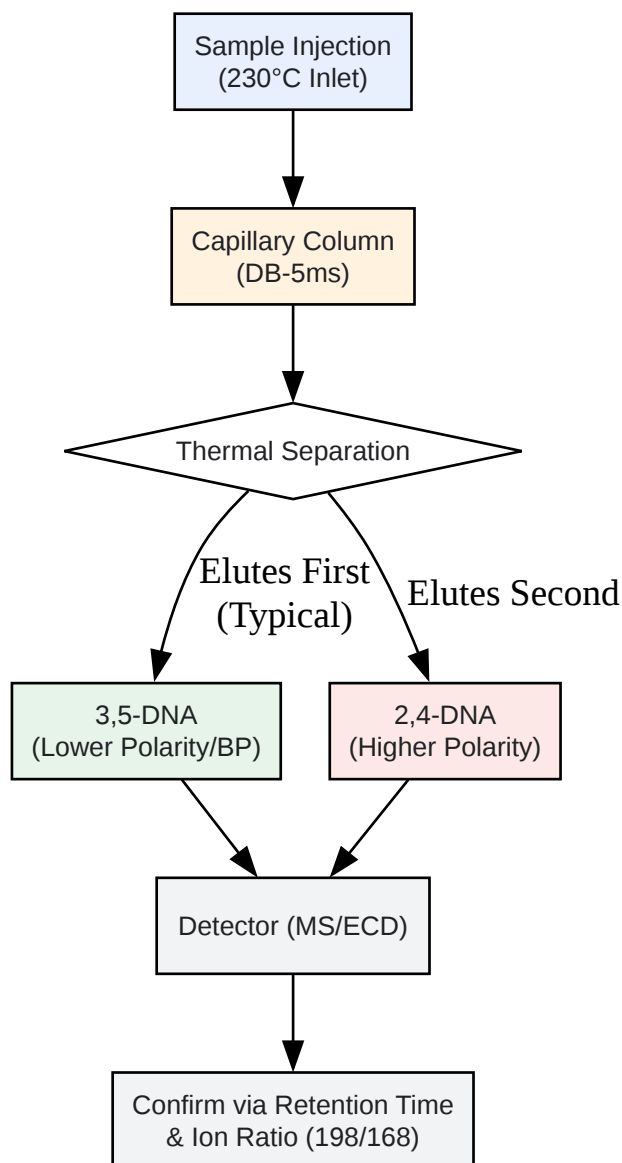 Sample Injection
(230°C Inlet)
Capillary Column
(DB-5ms)
Thermal Separation
Elutes First
(Typical)
Elutes Second
3,5-DNA
(Lower Polarity/BP)
2,4-DNA
(Higher Polarity)
Detector (MS/ECD)
Confirm via Retention Time
& Ion Ratio (198/168)